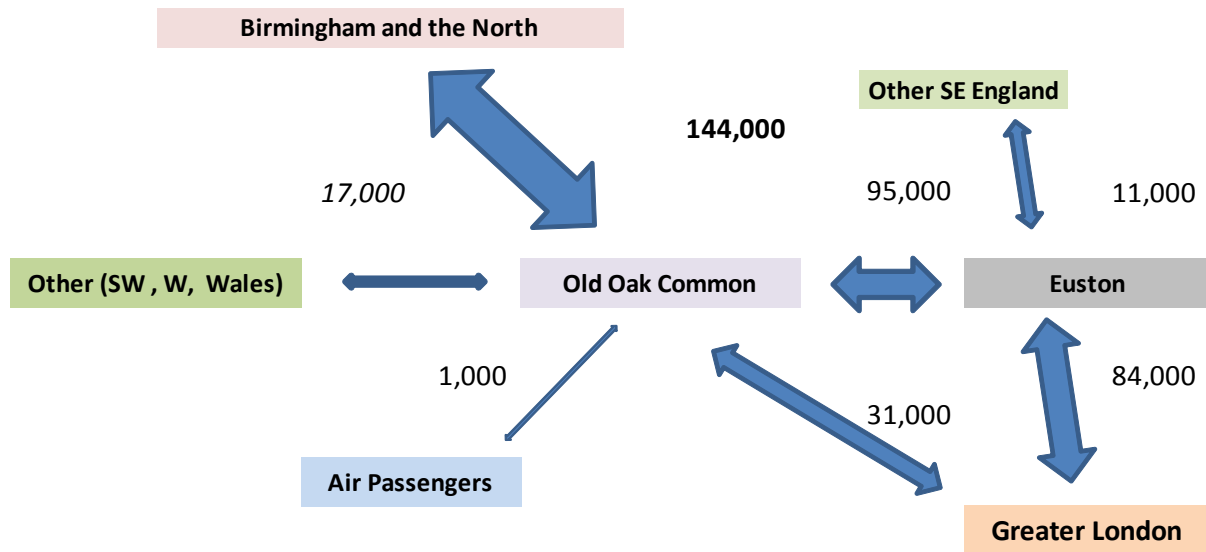 Birmingham and the North
Other SE England
144,000
17,000
95,000
11,000
Other (SW , W, Wales)
Old Oak Common
Euston
1,000
84,000
31,000
Air Passengers
Greater London